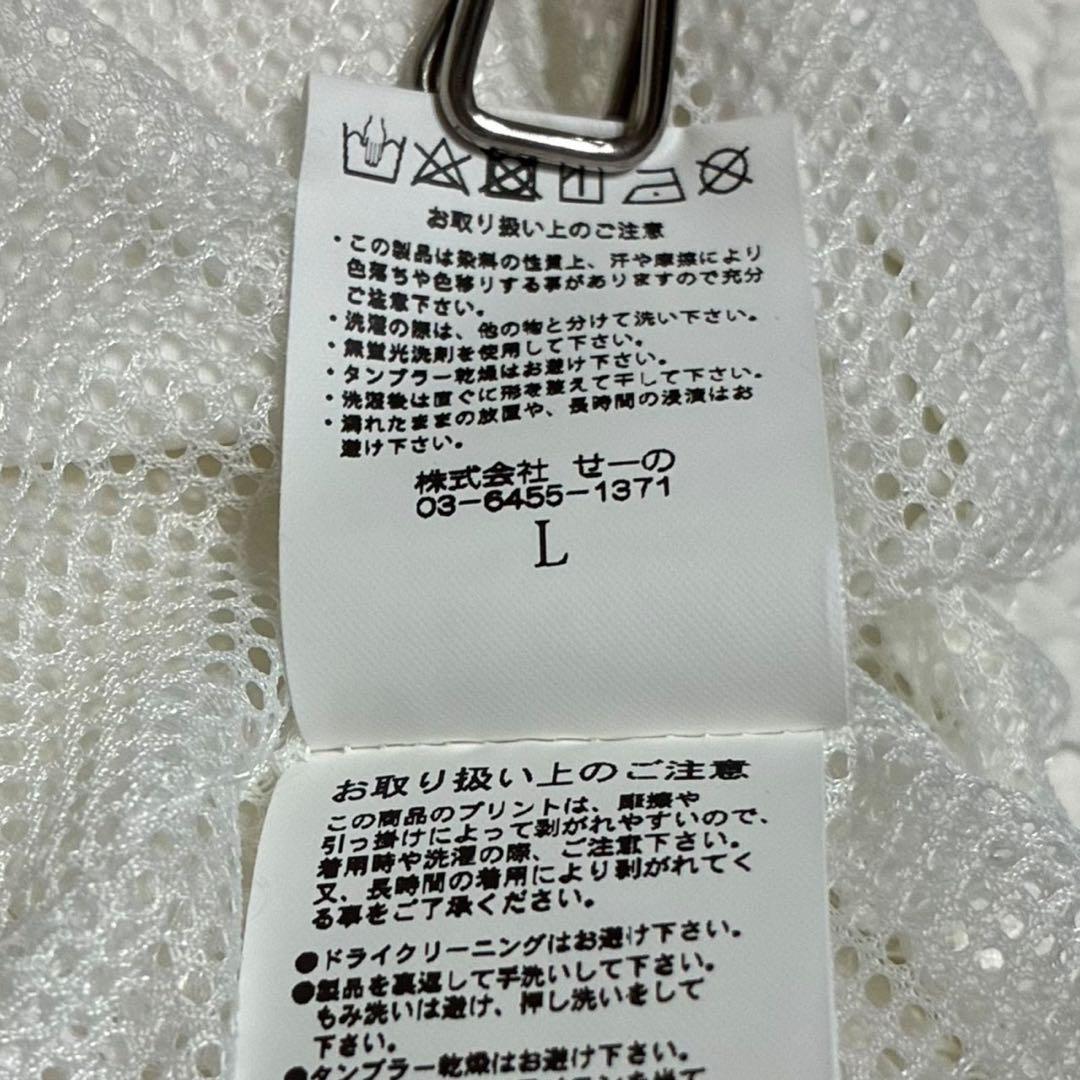 お取り扱い上のご注意
・この製品は染料の性質上、汗や摩擦により
色落ちや色移りする事がありますので充分
ご注意下さい。
・洗濯の際は、他の物と分けて洗い下さい。
・無蛍光洗剤を使用して下さい。
・タンブラー乾燥はお避け下さい。
・洗濯後は直ぐに形を整えて干して下さい。
・濡れたままの放置や、長時間の浸漬はお
避け下さい。
株式会社 せーの
03-6455-1371
L
お取り扱い上のご注意
この商品のプリントは、摩擦や
引っ掛けによって剥がれやすいので、
着用時や洗濯の際、ご注意下さい。
又、長時間の着用により剥がれてく
る事をご了承ください。
●ドライクリーニングはお避け下さい。
●製品を裏返して手洗いして下さい。
もみ洗いは避け、押し洗いをして
下さい。
●タンブラー乾燥はお避け下さい。